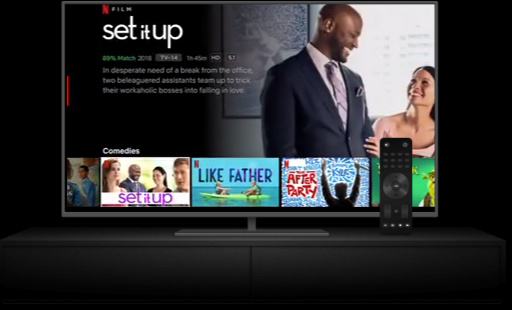 N FILM
set it up
89% Match 2018 TV-14 1h 45m HD 5.1
In desperate need of a break from the office,
two beleaguered assistants team up to trick
their workaholic bosses into falling in love.
Comedies
set it up
N
LIKE FATHER
N
THE
AFTER
PARTY